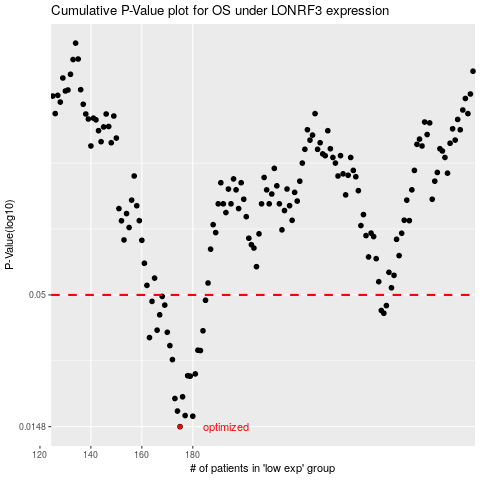 Cumulative P-Value plot for OS under LONRF3 expression
P-Value(log10)
0.05
0.0148
optimized
120 140 160 180
# of patients in 'low exp' group